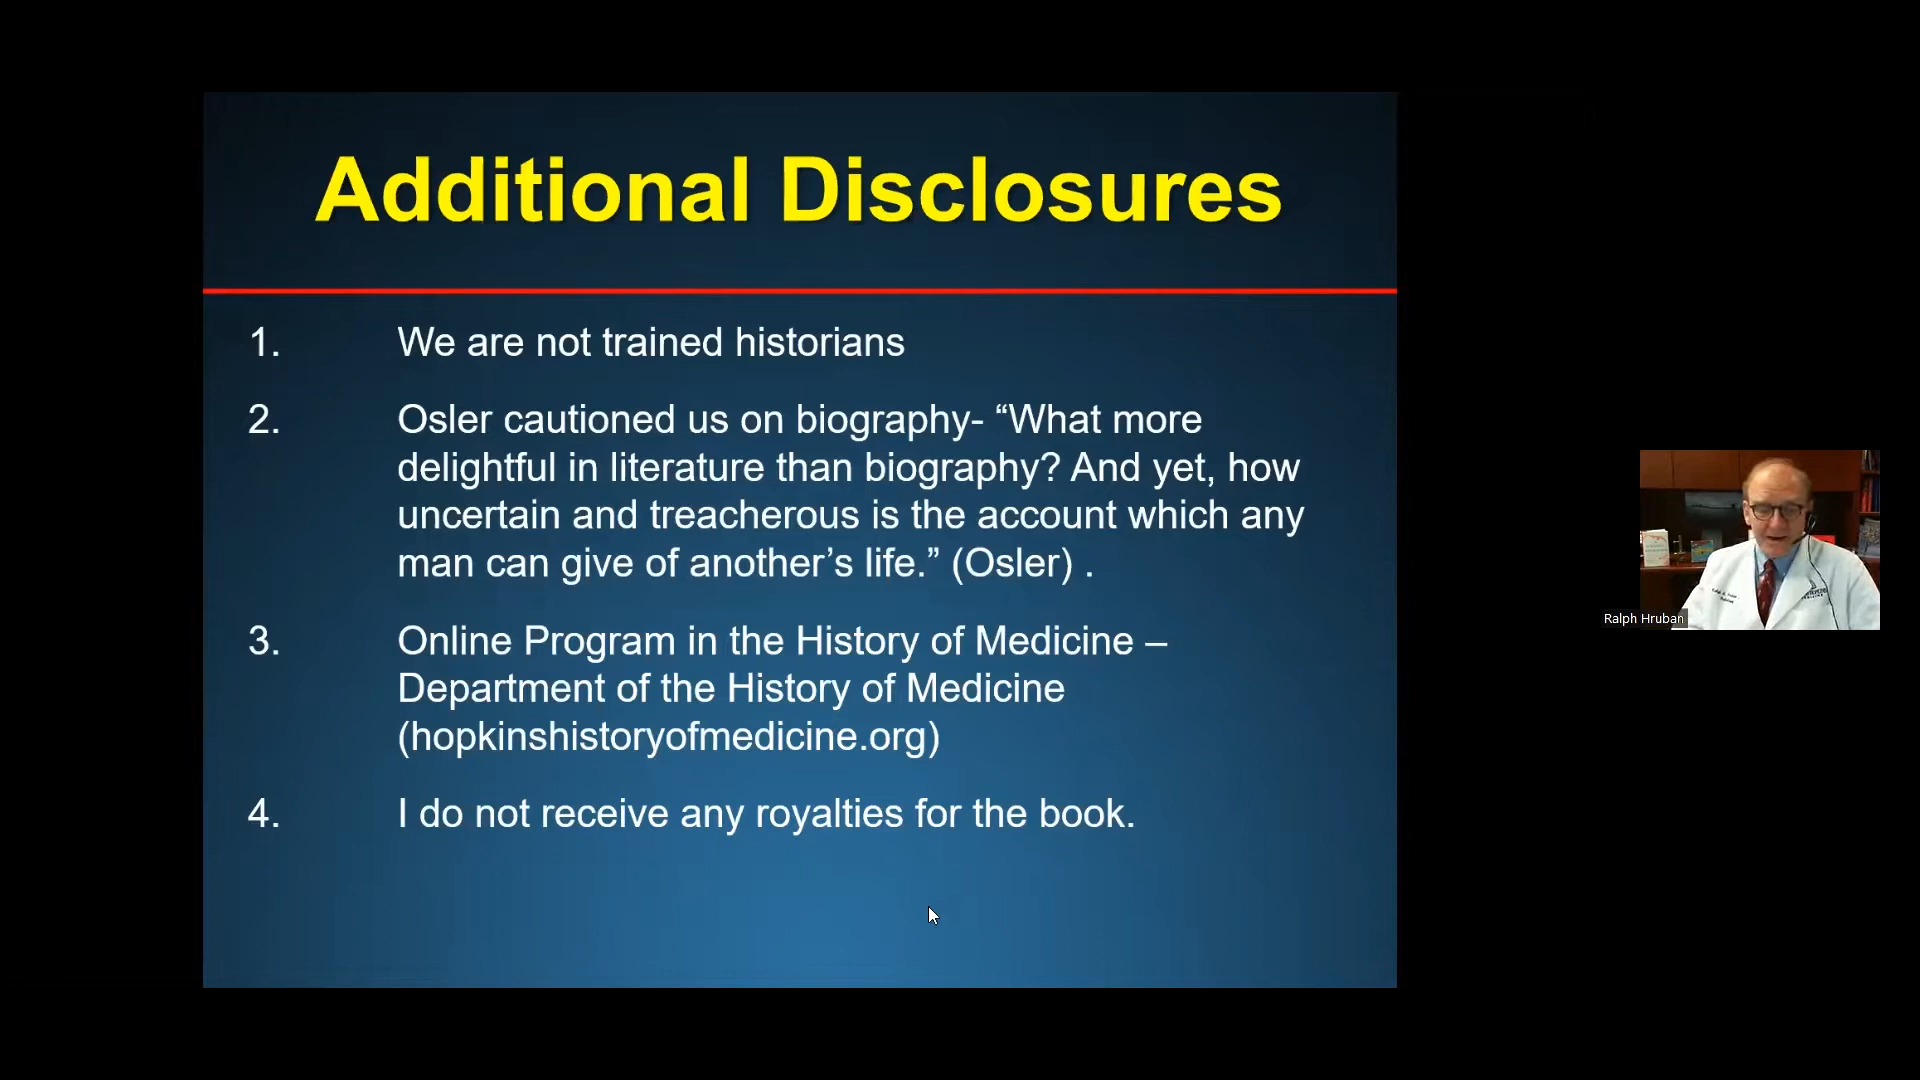 Additional Disclosures
1. We are not trained historians
2. Osler cautioned us on biography- “What more
delightful in literature than biography? And yet, how
uncertain and treacherous is the account which any
man can give of another’s life.” (Osler) .
3. Online Program in the History of Medicine –
Department of the History of Medicine
(hopkinshistoryofmedicine.org)
4. I do not receive any royalties for the book.
Ralph Hruban